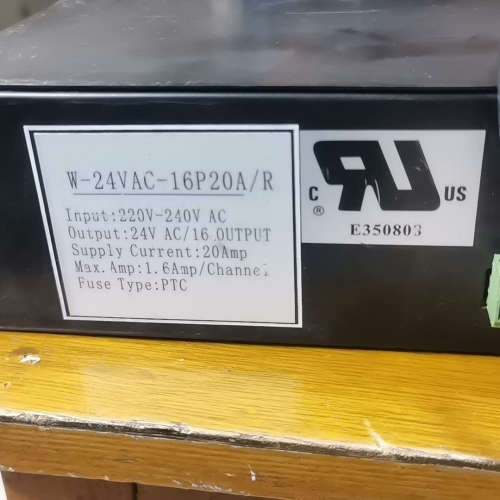 W-24VAC-16P20A/R
Input:220V-240V AC
Output:24V AC/16 OUTPUT
Supply Current:20Amp
Max. Amp:1.6Amp/Channel
Fuse Type:PTC
C RU US
®
E350803